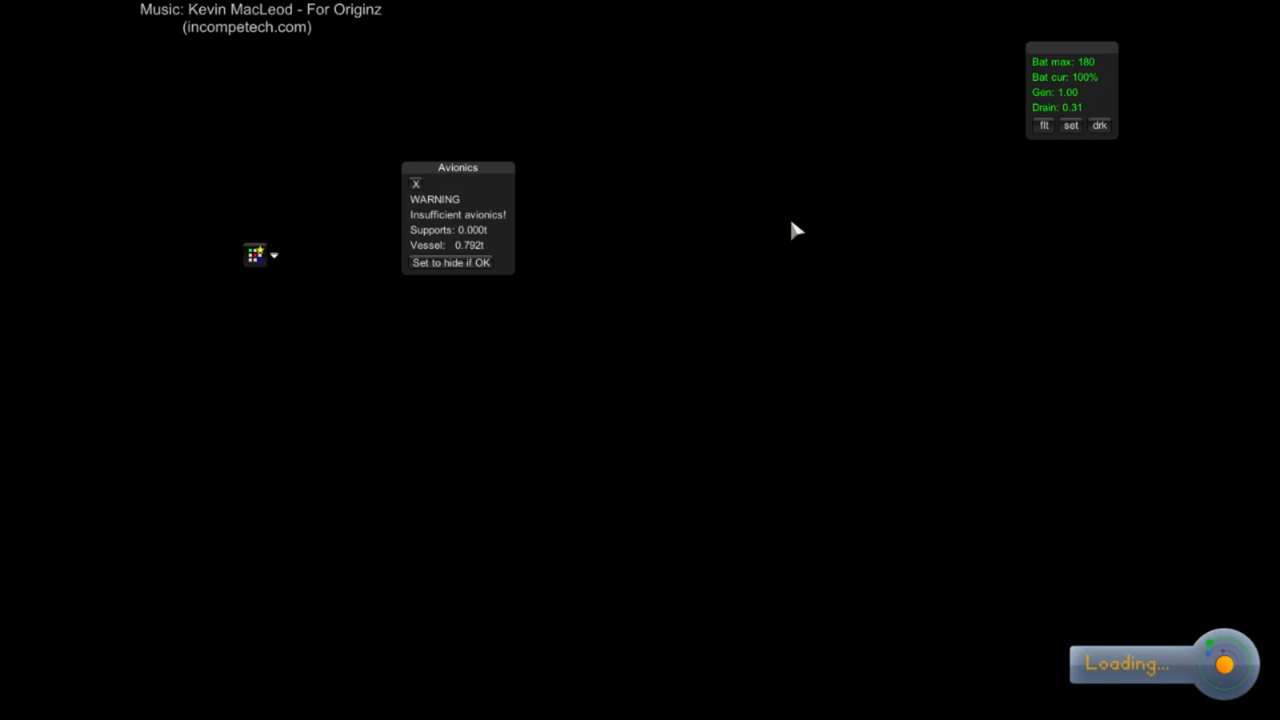 Music: Kevin MacLeod - For Originz
(incompetech.com)
Bat max: 180
Bat cur: 100%
Gen: 1.00
Drain: 0.31
flt set drk
Avionics
X
WARNING
Insufficient avionics!
Supports: 0.000t
Vessel: 0.792t
Set to hide if OK
Loading...